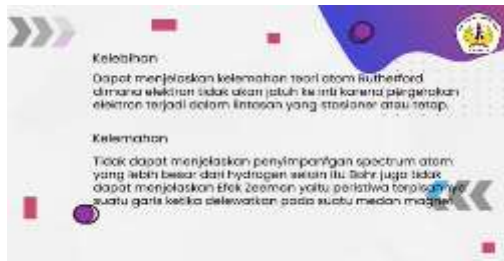 Kelebihan
Dapat menjelaskan kelemahan teori atom Rutherford
dimana elektron tidak akan jatuh ke inti karena pergerakan
elektron terjadi dalam lintasan yang stasioner atau tetap.
Kelemahan
Tidak dapat menjelaskan penyimpangan spectrum atom
yang lebih besar dari hydrogen selain itu Bohr juga tidak
dapat menjelaskan Efek Zeeman yaitu peristiwa terpisahnya
suatu garis ketika delewatkan pada suatu medan magnet.